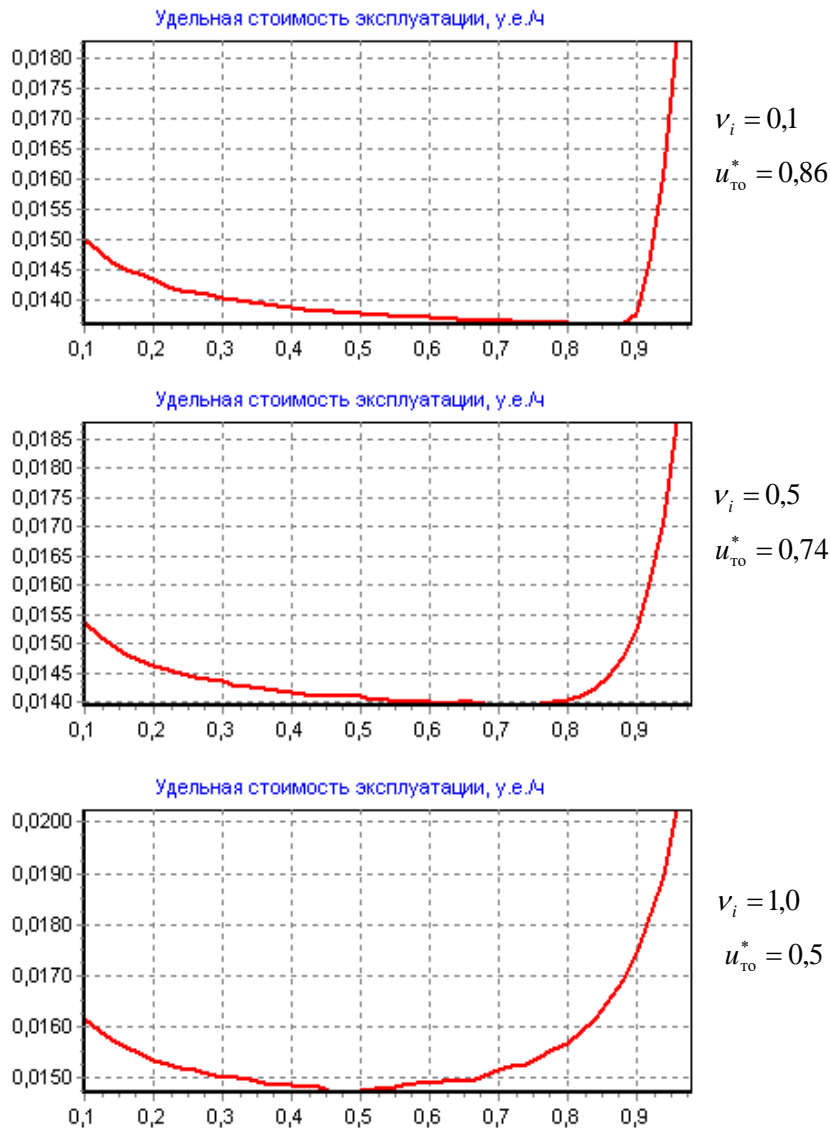 Удельная стоимость эксплуатации, у.е./ч
0,0180
0,0175
0,0170
0,0165
0,0160
0,0155
0,0150
0,0145
0,0140
0,1 0,2 0,3 0,4 0,5 0,6 0,7 0,8 0,9
ν_i = 0,1
u*_то = 0,86
Удельная стоимость эксплуатации, у.е./ч
0,0185
0,0180
0,0175
0,0170
0,0165
0,0160
0,0155
0,0150
0,0145
0,0140
0,1 0,2 0,3 0,4 0,5 0,6 0,7 0,8 0,9
ν_i = 0,5
u*_то = 0,74
Удельная стоимость эксплуатации, у.е./ч
0,0200
0,0190
0,0180
0,0170
0,0160
0,0150
0,1 0,2 0,3 0,4 0,5 0,6 0,7 0,8 0,9
ν_i = 1,0
u*_то = 0,5